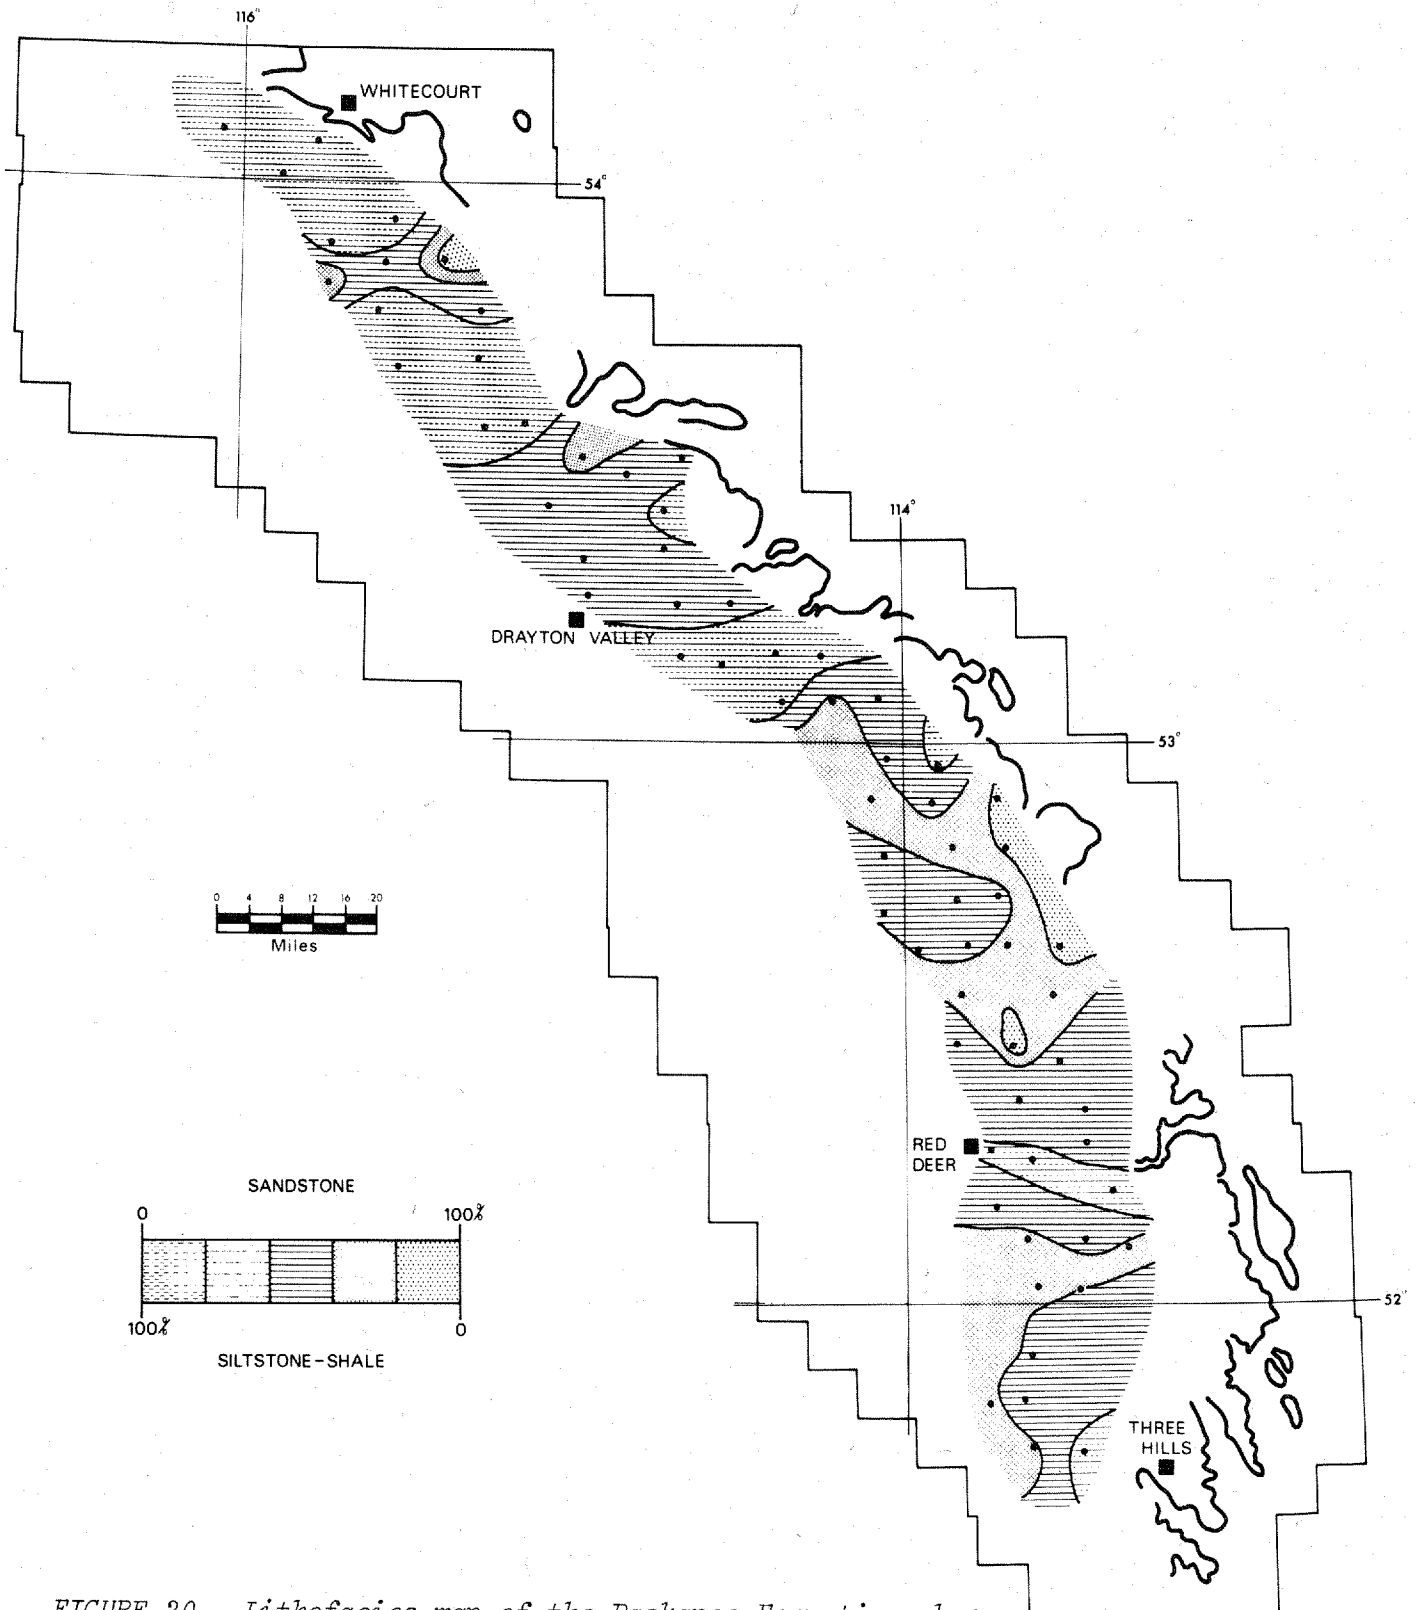 116°
WHITECOURT
54°
114°
DRAYTON VALLEY
53°
0 4 8 12 16 20
Miles
RED
DEER
SANDSTONE
0 100%
100% 0
SILTSTONE-SHALE
52°
THREE
HILLS
FIGURE 20 Lithofacies map of the